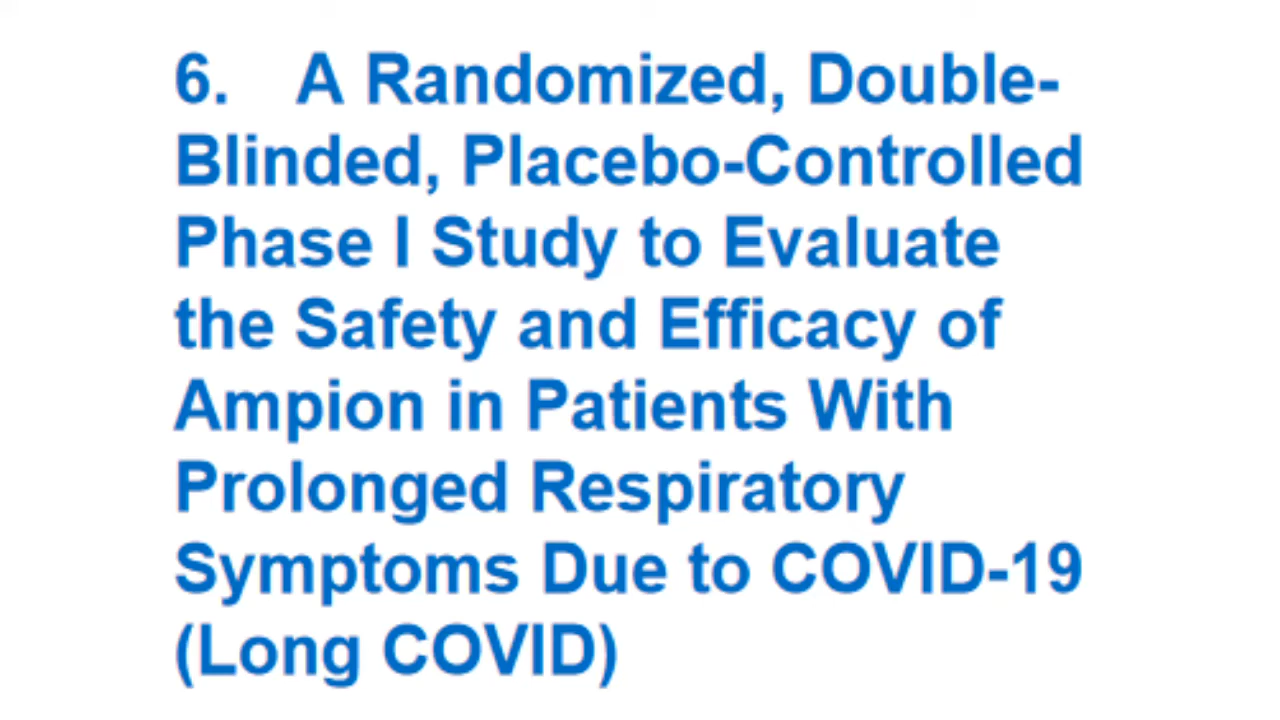 6. A Randomized, Double-
Blinded, Placebo-Controlled
Phase I Study to Evaluate
the Safety and Efficacy of
Ampion in Patients With
Prolonged Respiratory
Symptoms Due to COVID-19
(Long COVID)